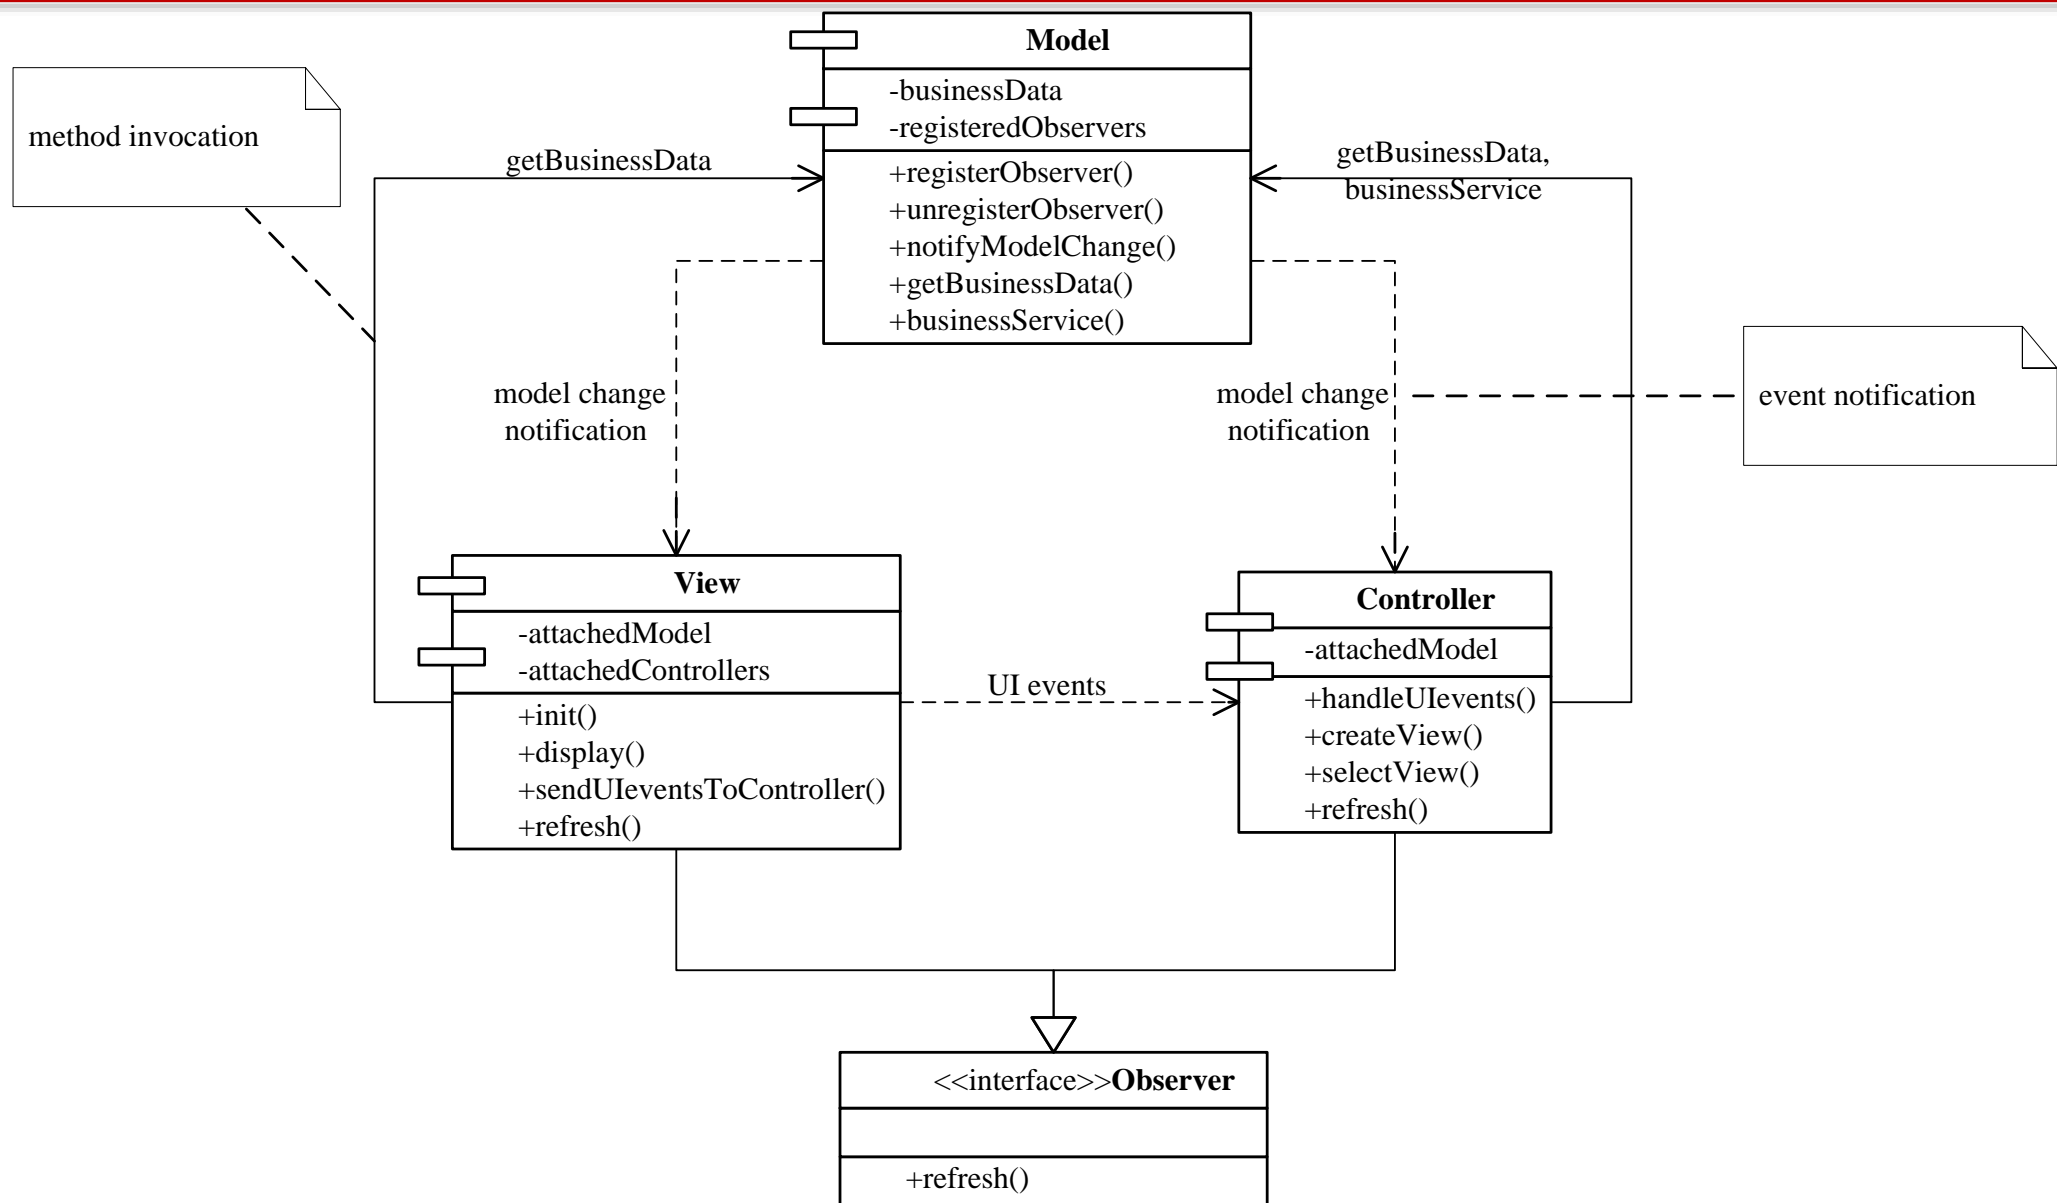 Model
-businessData
-registeredObservers
+registerObserver()
+unregisterObserver()
+notifyModelChange()
+getBusinessData()
+businessService()
method invocation
getBusinessData
getBusinessData,
businessService
model change
notification
model change
notification
event notification
View
-attachedModel
-attachedControllers
+init()
+display()
+sendUIeventsToController()
+refresh()
UI events
Controller
-attachedModel
+handleUIevents()
+createView()
+selectView()
+refresh()
<<interface>>Observer
+refresh()